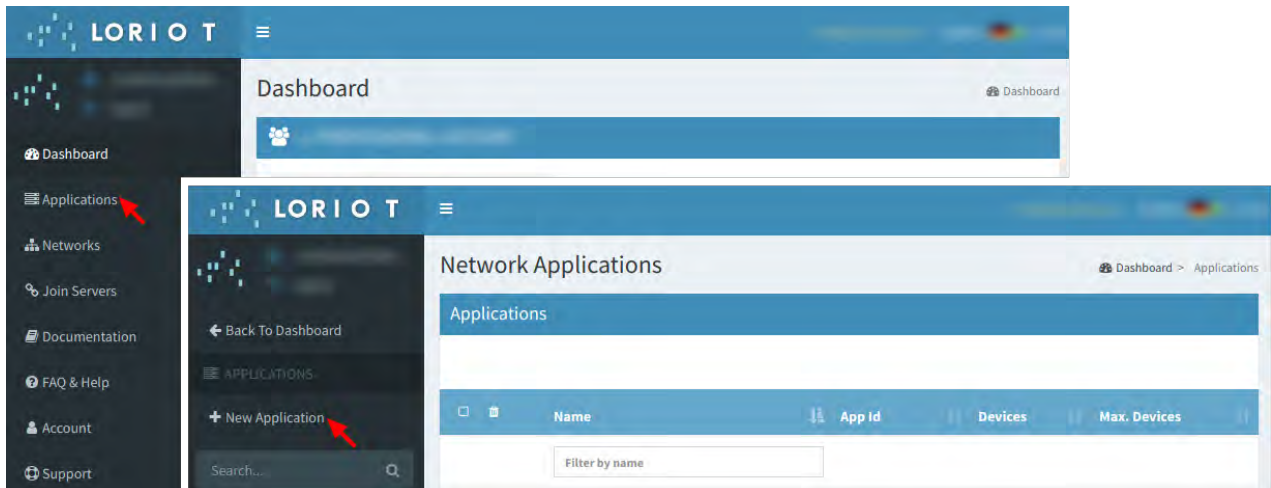 LORIOT
Dashboard
Dashboard
Dashboard
Applications
Networks
Join Servers
Documentation
FAQ & Help
Account
Support
LORIOT
Network Applications
Dashboard > Applications
Back To Dashboard
APPLICATIONS
New Application
Search...
Applications
Name App Id Devices Max. Devices
Filter by name